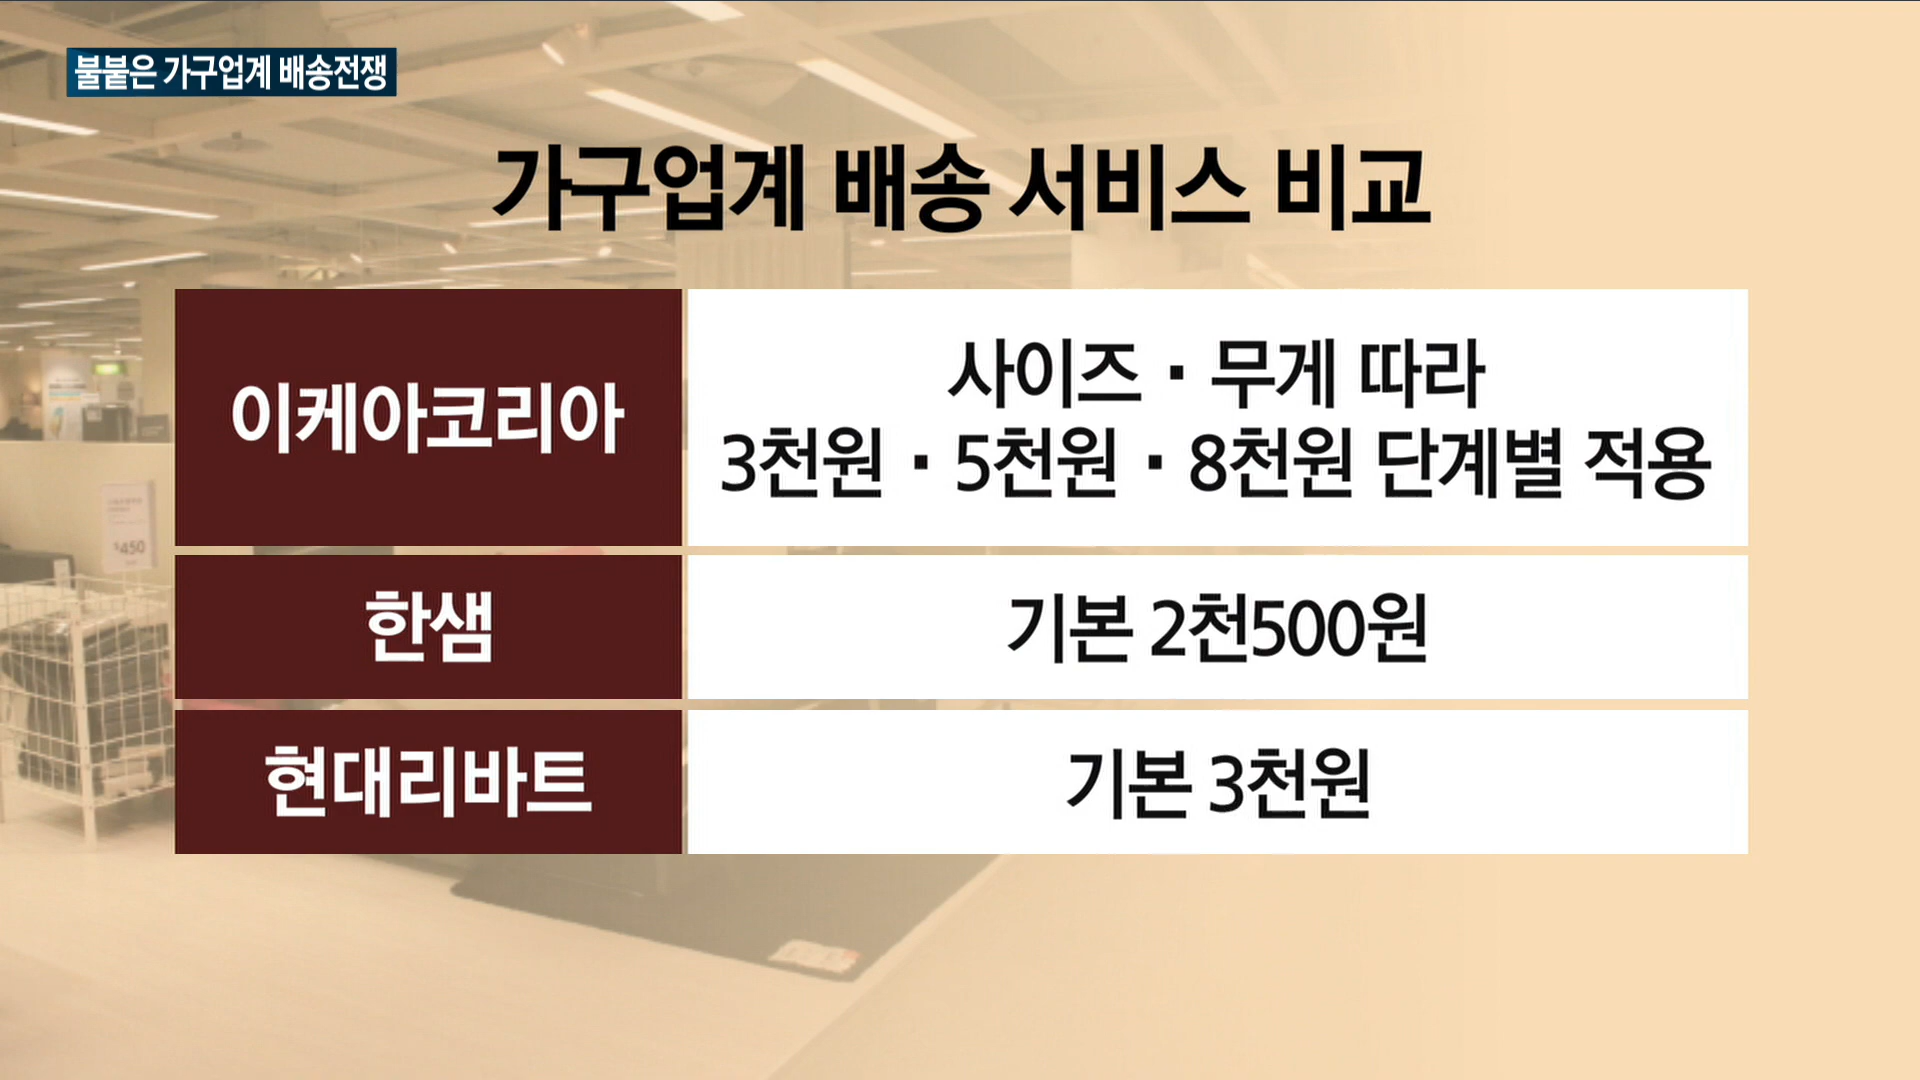 불붙은 가구업계 배송전쟁
가구업계 배송 서비스 비교
이케아코리아
사이즈 · 무게 따라
3천원 · 5천원 · 8천원 단계별 적용
한샘
기본 2천500원
현대리바트
기본 3천원
$450